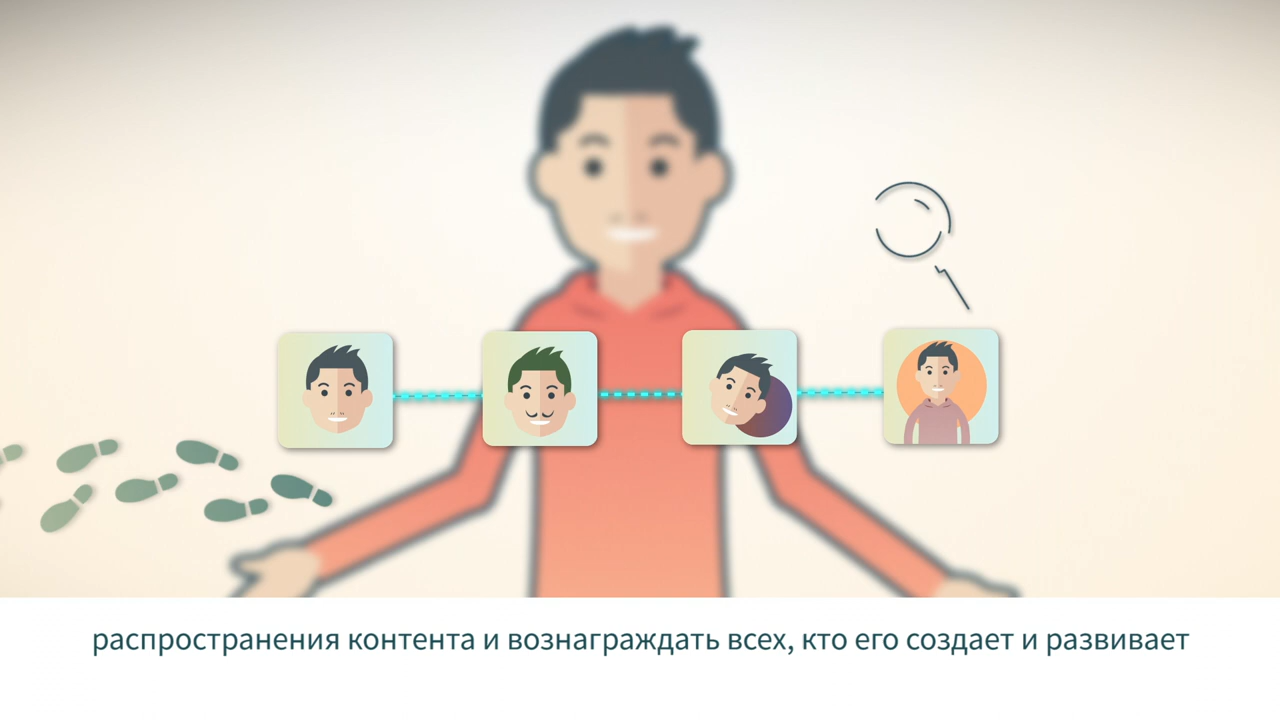 распространения контента и вознаграждать всех, кто его создает и развивает